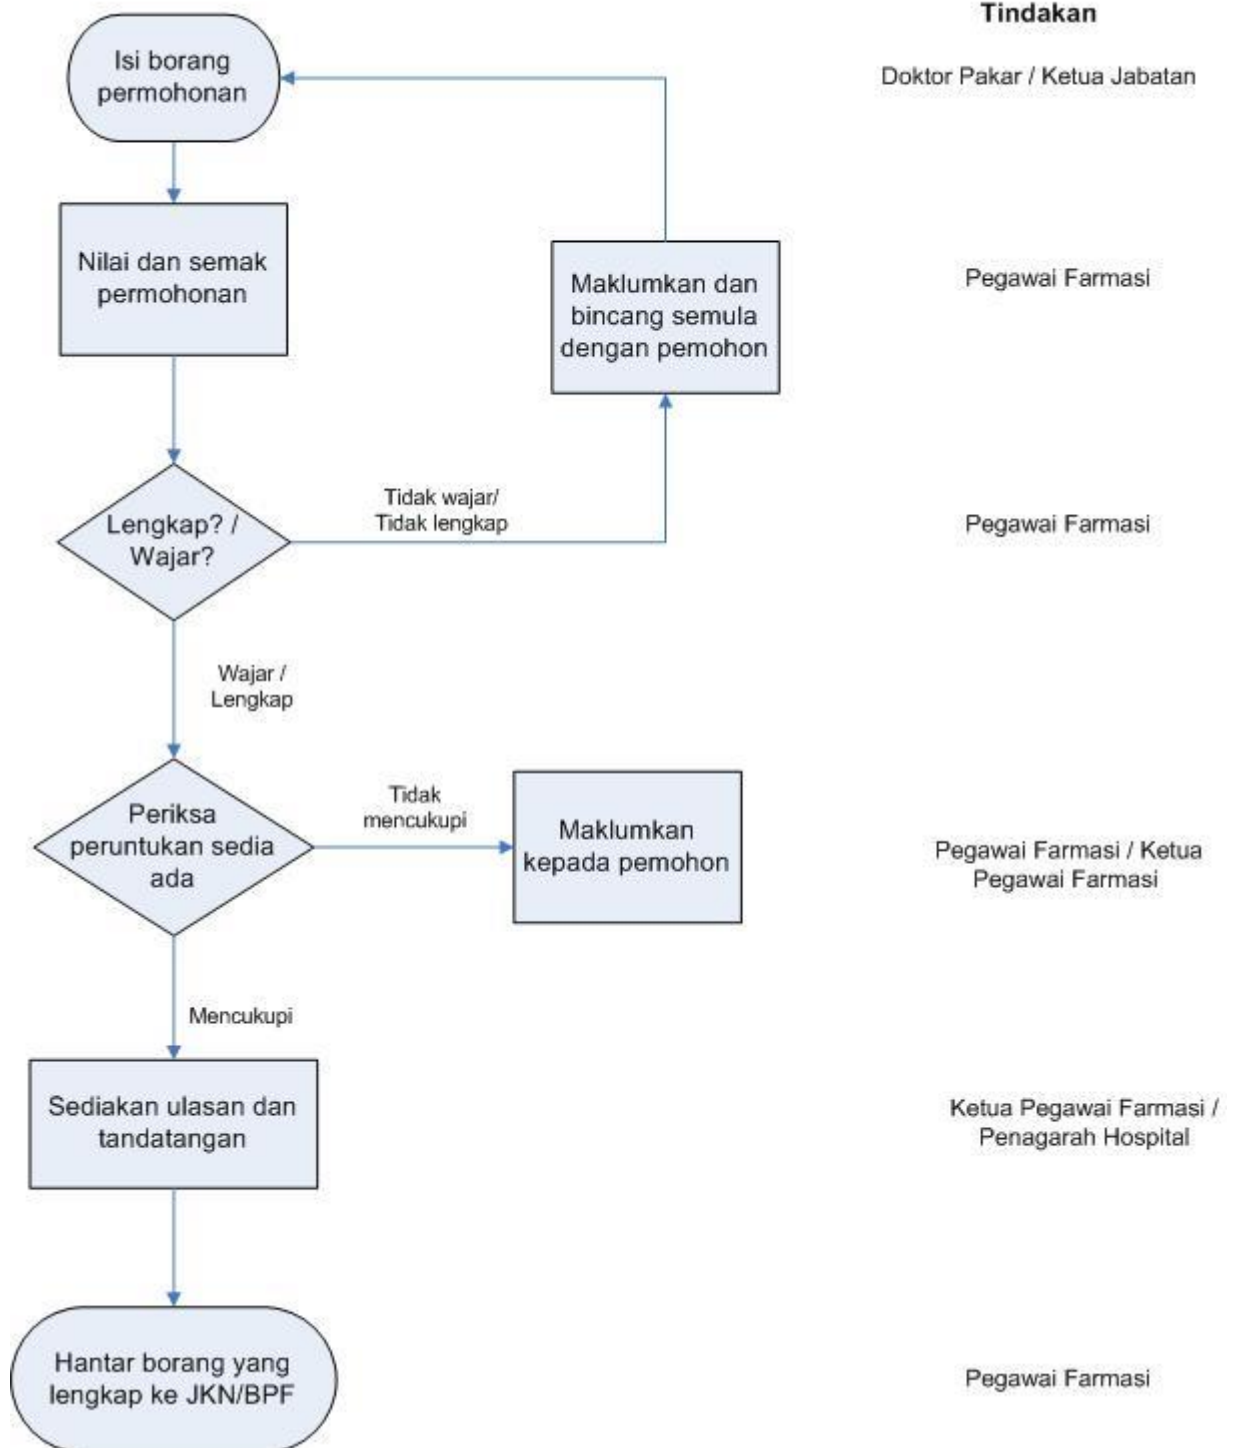 Tindakan
Isi borang
permohonan
Doktor Pakar / Ketua Jabatan
Nilai dan semak
permohonan
Maklumkan dan
bincang semula
dengan pemohon
Pegawai Farmasi
Lengkap? /
Wajar?
Tidak wajar/
Tidak lengkap
Pegawai Farmasi
Wajar /
Lengkap
Periksa
peruntukan sedia
ada
Tidak
mencukupi
Maklumkan
kepada pemohon
Pegawai Farmasi / Ketua
Pegawai Farmasi
Mencukupi
Sediakan ulasan dan
tandatangan
Ketua Pegawai Farmasi /
Penagarah Hospital
Hantar borang yang
lengkap ke JKN/BPF
Pegawai Farmasi